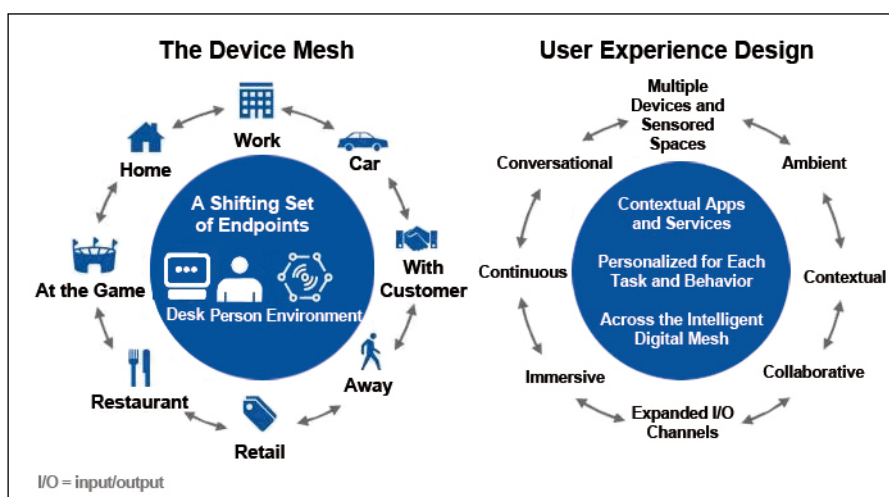 The Device Mesh
Work
Car
With
Customer
Away
Retail
Restaurant
At the Game
Home
A Shifting Set
of Endpoints
Desk Person Environment
I/O = input/output
User Experience Design
Multiple
Devices and
Sensored
Spaces
Ambient
Contextual
Collaborative
Expanded I/O
Channels
Immersive
Continuous
Conversational
Contextual Apps
and Services
Personalized for Each
Task and Behavior
Across the Intelligent
Digital Mesh